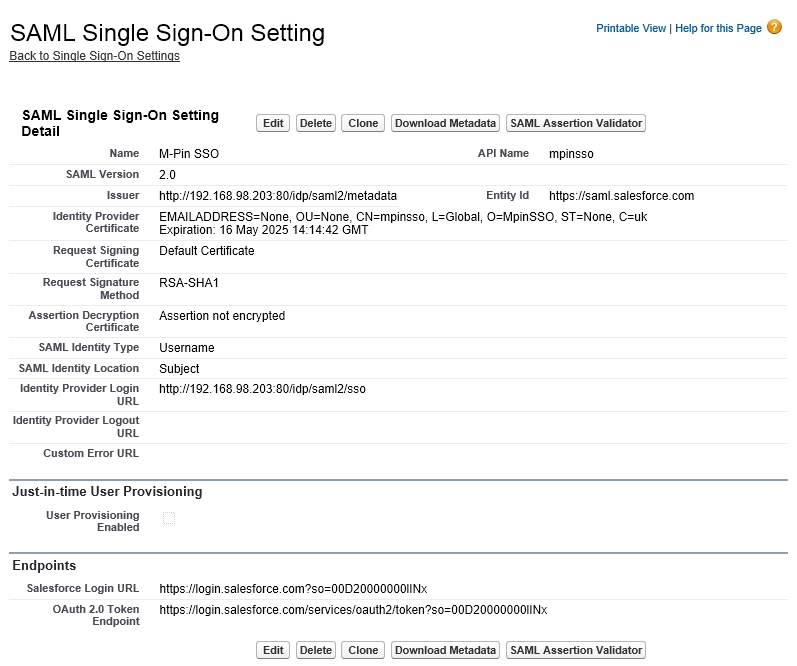 SAML Single Sign-On Setting
Printable View | Help for this Page ?
Back to Single Sign-On Settings
SAML Single Sign-On Setting
Detail
Edit Delete Clone Download Metadata SAML Assertion Validator
Name M-Pin SSO API Name mpinsso
SAML Version 2.0
Issuer http://192.168.98.203:80/idp/saml2/metadata Entity Id https://saml.salesforce.com
Identity Provider EMAILADDRESS=None, OU=None, CN=mpinsso, L=Global, O=MpinSSO, ST=None, C=uk
Certificate Expiration: 16 May 2025 14:14:42 GMT
Request Signing Default Certificate
Certificate
Request Signature RSA-SHA1
Method
Assertion Decryption Assertion not encrypted
Certificate
SAML Identity Type Username
SAML Identity Location Subject
Identity Provider Login http://192.168.98.203:80/idp/saml2/sso
URL
Identity Provider Logout
URL
Custom Error URL
Just-in-time User Provisioning
User Provisioning
Enabled
Endpoints
Salesforce Login URL https://login.salesforce.com?so=00D20000000lINx
OAuth 2.0 Token https://login.salesforce.com/services/oauth2/token?so=00D20000000lINx
Endpoint
Edit Delete Clone Download Metadata SAML Assertion Validator